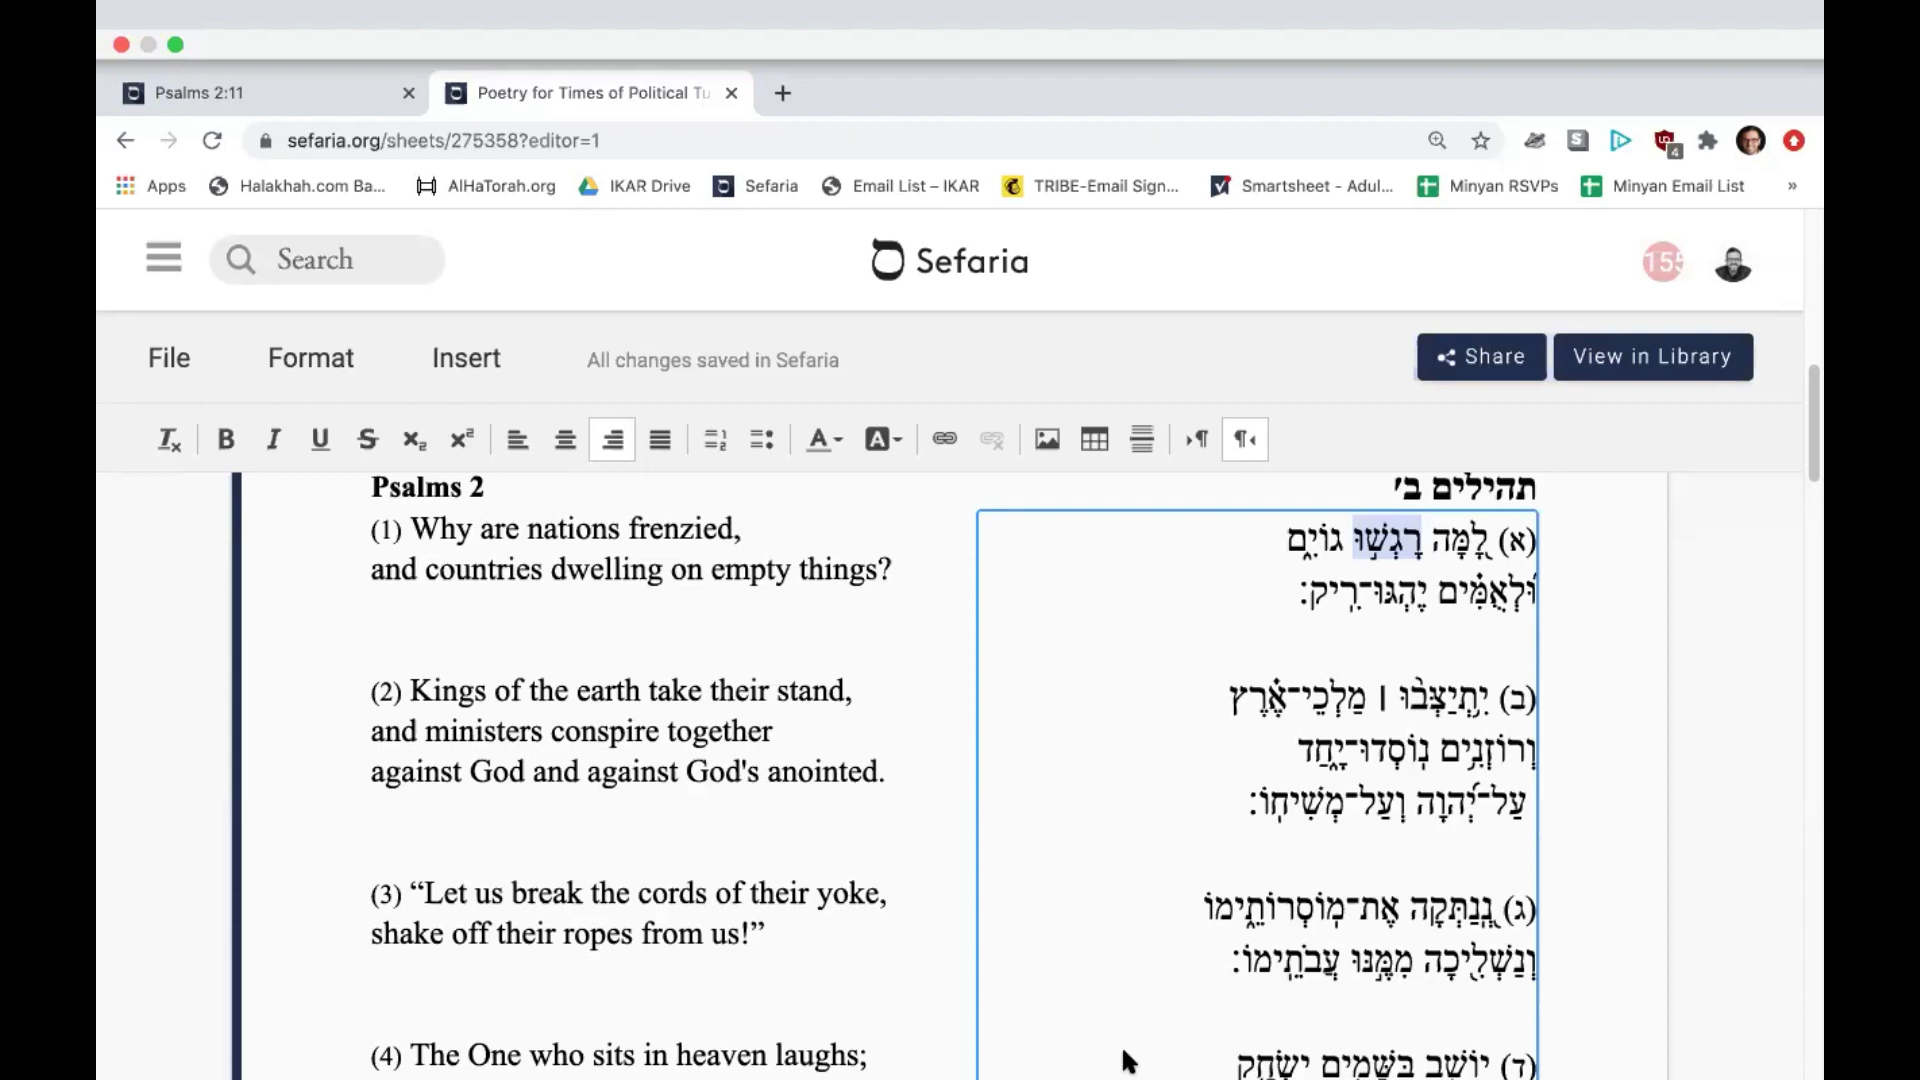 Psalms 2:11
Poetry for Times of Political Tu
sefaria.org/sheets/275358?editor=1
4
Apps
Halakhah.com Ba...
AlHaTorah.org
IKAR Drive
Sefaria
Email List – IKAR
TRIBE-Email Sign...
Smartsheet - Adul...
Minyan RSVPs
Minyan Email List
»
Search
Sefaria
155
File
Format
Insert
All changes saved in Sefaria
Share
View in Library
Psalms 2
(1) Why are nations frenzied,
and countries dwelling on empty things?
(2) Kings of the earth take their stand,
and ministers conspire together
against God and against God's anointed.
(3) “Let us break the cords of their yoke,
shake off their ropes from us!”
(4) The One who sits in heaven laughs;
תהילים ב׳
(א) לָ֭מָּה רָגְשׁ֣וּ גוֹיִ֑ם
וּ֝לְאֻמִּ֗ים יֶהְגּוּ־רִֽיק׃
(ב) יִ֥תְיַצְּב֨וּ ׀ מַלְכֵי־אֶ֗רֶץ
וְרוֹזְנִ֥ים נֽוֹסְדוּ־יָ֑חַד
עַל־יְ֝הוָה וְעַל־מְשִׁיחֽוֹ׃
(ג) נְֽ֭נַתְּקָה אֶת־מֽוֹסְרוֹתֵ֑ימוֹ
וְנַשְׁלִ֖יכָה מִמֶּ֣נּוּ עֲבֹתֵֽימוֹ׃
(ד) יוֹשֵׁ֣ב בַּשָּׁמַ֣יִם יִשְׂחָ֑ק